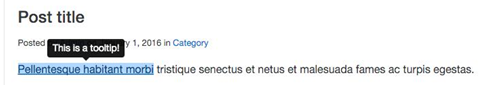 Post title
Posted y 1, 2016 in Category
This is a tooltip!
Pellentesque habitant morbi tristique senectus et netus et malesuada fames ac turpis egestas.